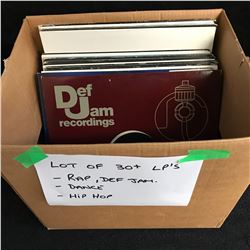 Def
Jam
recordings
LOT OF 30+ LP'S
- RAP, DEF JAM.
- DANCE
- HIP HOP